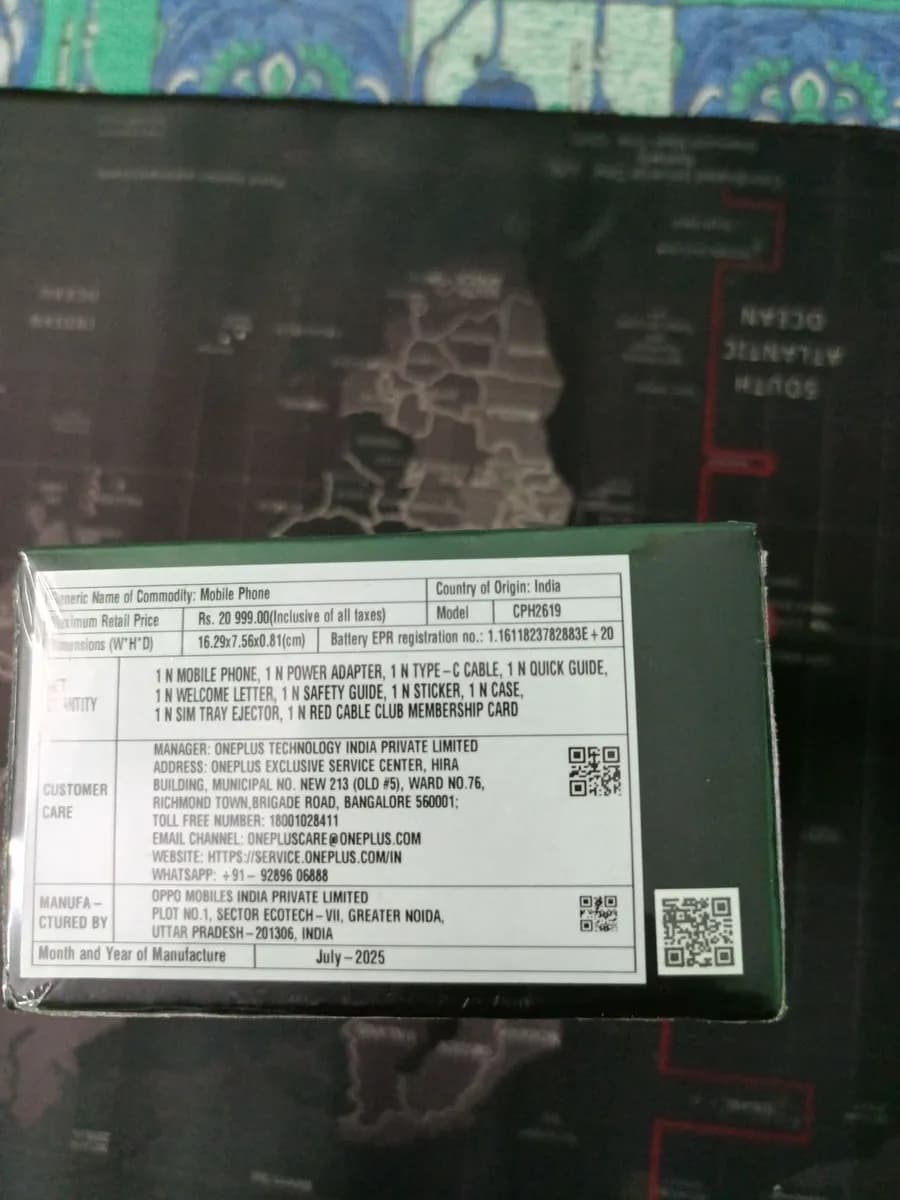 eneric Name of Commodity: Mobile Phone
Country of Origin: India
ximum Retail Price
Rs. 20 999.00(Inclusive of all taxes)
Model
CPH2619
mensions (W*H*D)
16.29x7.56x0.81(cm)
Battery EPR registration no.: 1.1611823782883E+20
NTITY
1 N MOBILE PHONE, 1 N POWER ADAPTER, 1 N TYPE-C CABLE, 1 N QUICK GUIDE,
1 N WELCOME LETTER, 1 N SAFETY GUIDE, 1 N STICKER, 1 N CASE,
1 N SIM TRAY EJECTOR, 1 N RED CABLE CLUB MEMBERSHIP CARD
CUSTOMER
CARE
MANAGER: ONEPLUS TECHNOLOGY INDIA PRIVATE LIMITED
ADDRESS: ONEPLUS EXCLUSIVE SERVICE CENTER, HIRA
BUILDING, MUNICIPAL NO. NEW 213 (OLD #5), WARD NO.76,
RICHMOND TOWN,BRIGADE ROAD, BANGALORE 560001;
TOLL FREE NUMBER: 18001028411
EMAIL CHANNEL: ONEPLUSCARE@ONEPLUS.COM
WEBSITE: HTTPS://SERVICE.ONEPLUS.COM/IN
WHATSAPP: +91- 92896 06888
MANUFA-
CTURED BY
OPPO MOBILES INDIA PRIVATE LIMITED
PLOT NO.1, SECTOR ECOTECH-VII, GREATER NOIDA,
UTTAR PRADESH-201306, INDIA
Month and Year of Manufacture
July-2025
SOUTH
ATLANTIC
OCEAN
INDIAN
OCEAN